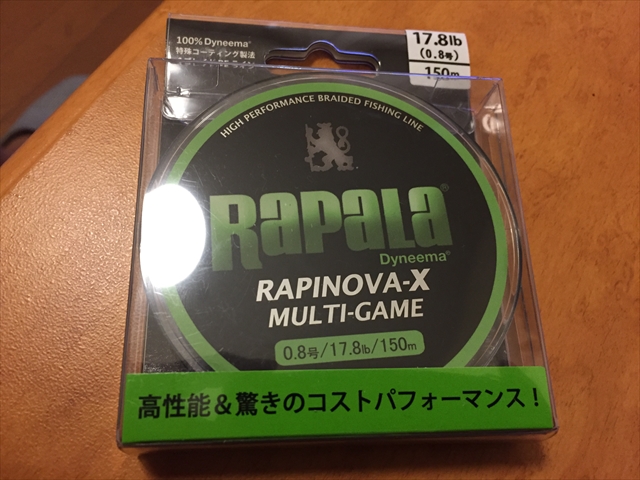 100% Dyneema®
特殊コーティング製法
17.8lb
(0.8号)
150m
HIGH PERFORMANCE BRAIDED FISHING LINE
Rapala®
Dyneema®
RAPINOVA-X
MULTI-GAME
0.8号/17.8lb/150m
高性能&驚きのコストパフォーマンス!